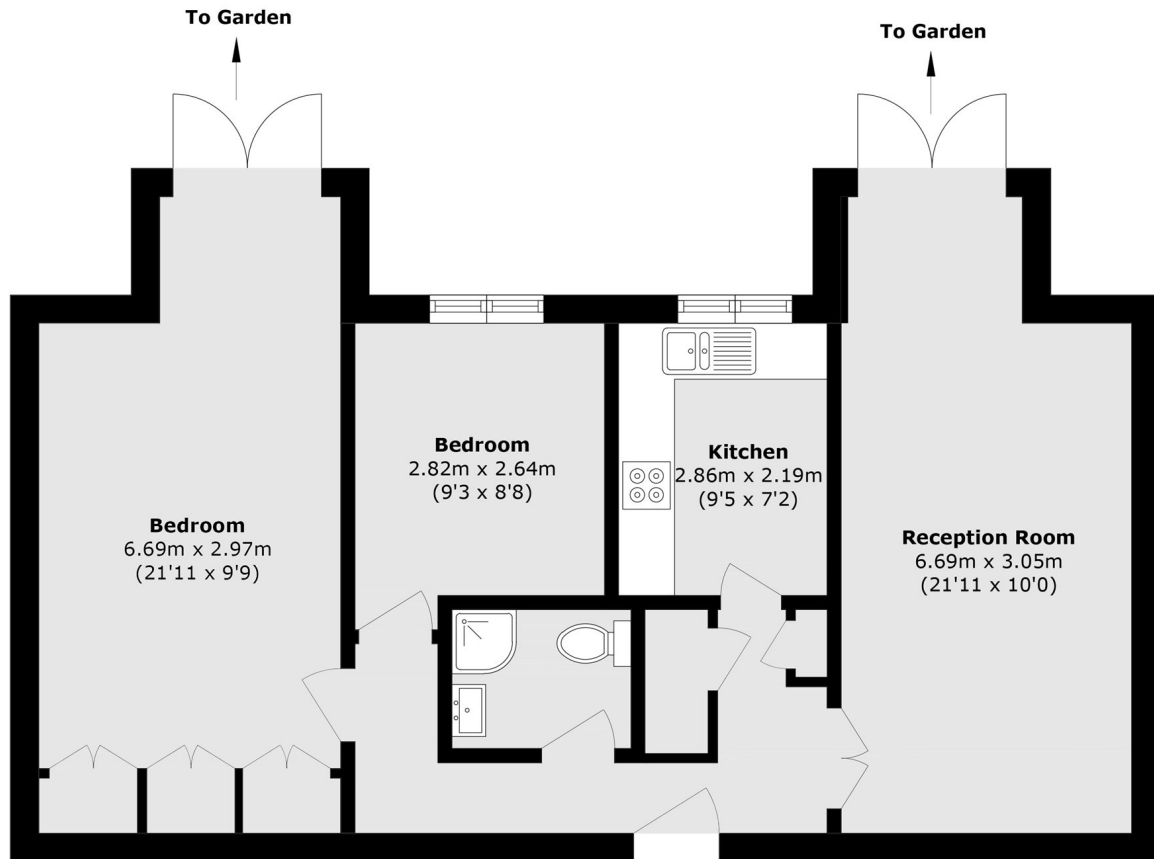 To Garden
To Garden
Bedroom
6.69m x 2.97m
(21'11 x 9'9)
Bedroom
2.82m x 2.64m
(9'3 x 8'8)
Kitchen
2.86m x 2.19m
(9'5 x 7'2)
Reception Room
6.69m x 3.05m
(21'11 x 10'0)